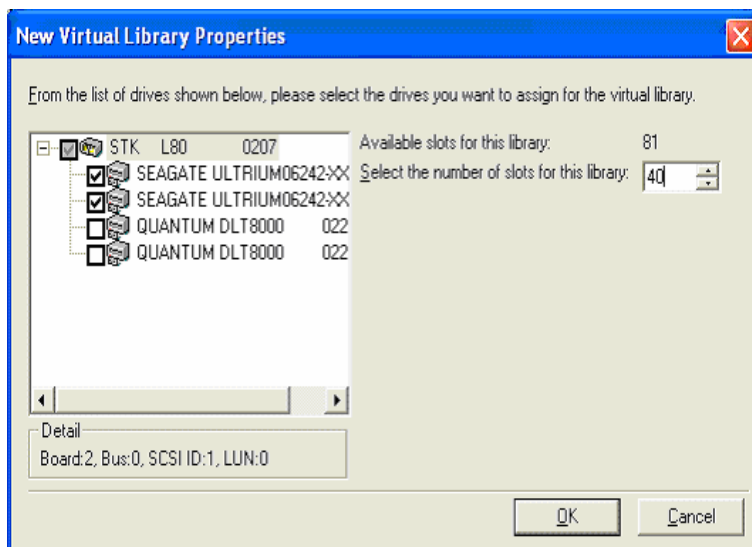 New Virtual Library Properties
From the list of drives shown below, please select the drives you want to assign for the virtual library.
STK L80 0207
SEAGATE ULTRIUM06242-XX
SEAGATE ULTRIUM06242-XX
QUANTUM DLT8000 022
QUANTUM DLT8000 022
Available slots for this library: 81
Select the number of slots for this library: 40
Detail
Board:2, Bus:0, SCSI ID:1, LUN:0
OK Cancel